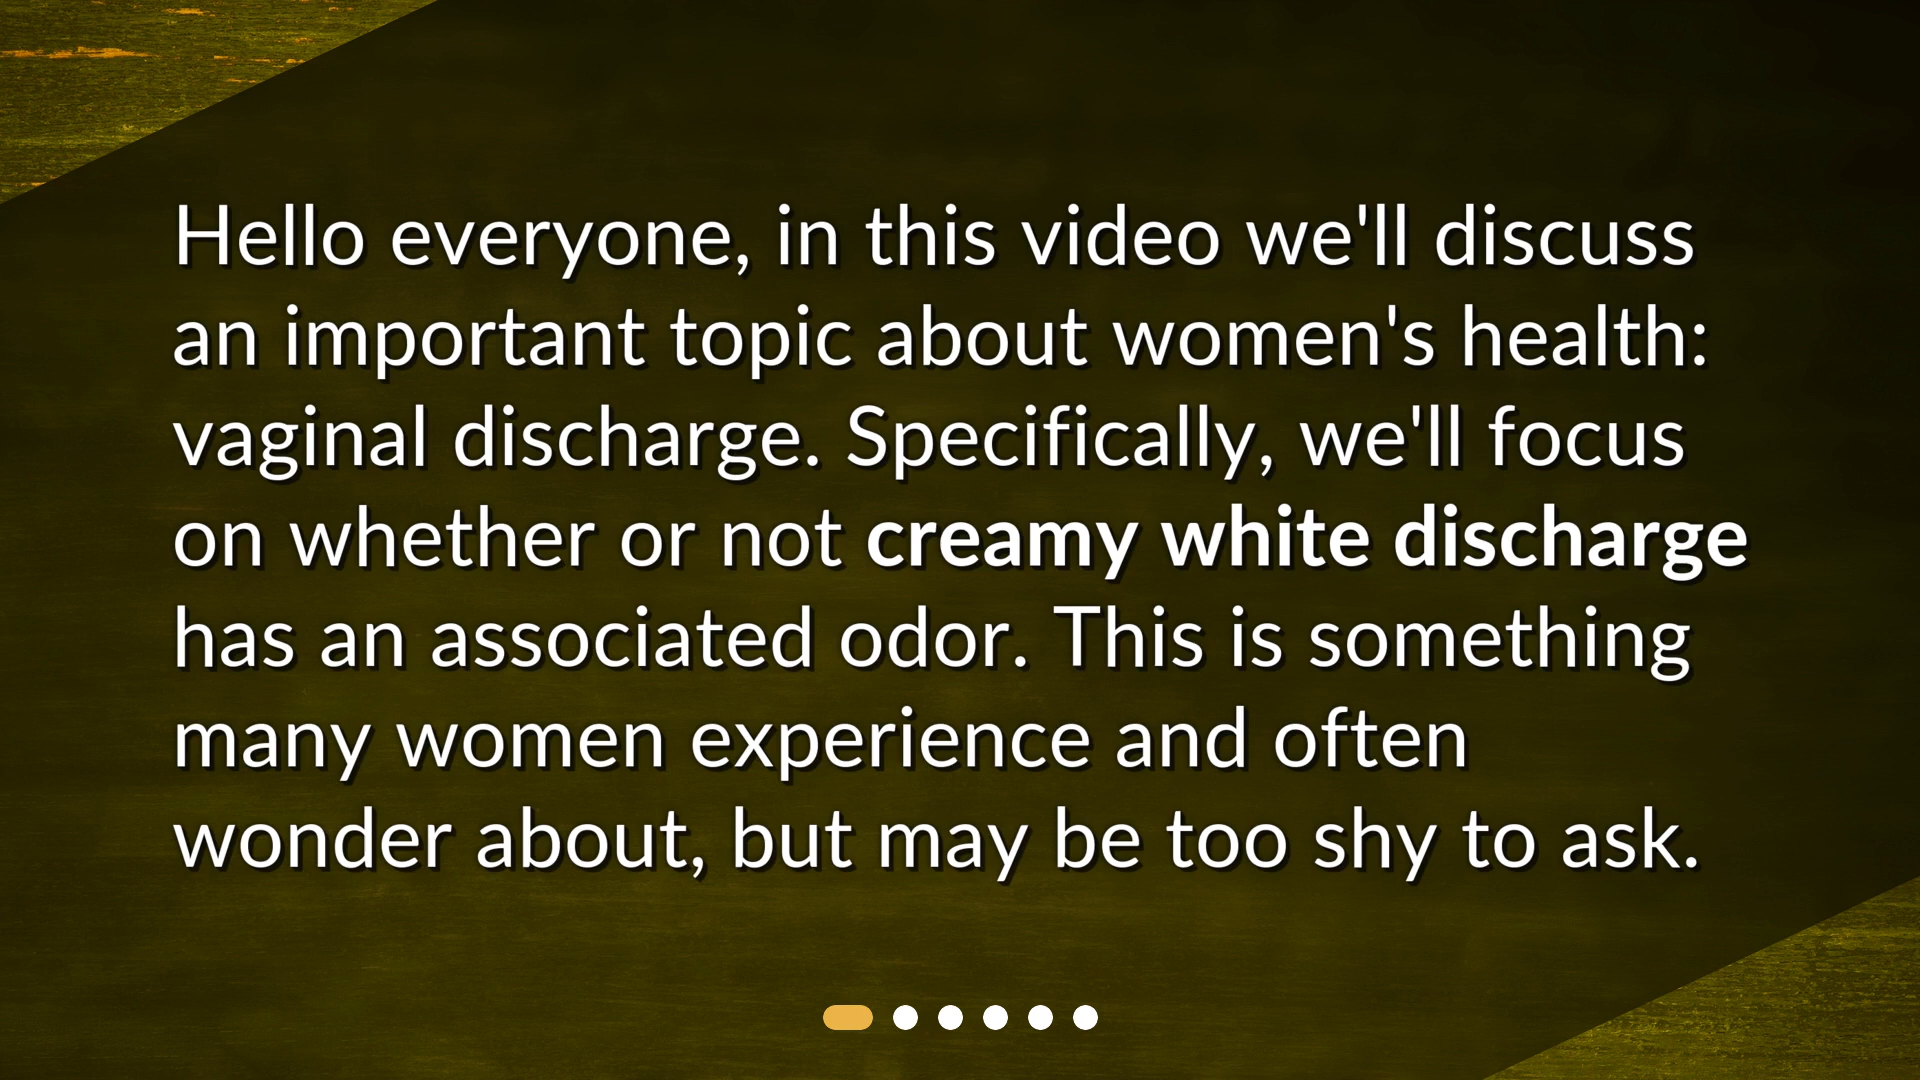 Hello everyone, in this video we'll discuss
an important topic about women's health:
vaginal discharge. Specifically, we'll focus
on whether or not creamy white discharge
has an associated odor. This is something
many women experience and often
wonder about, but may be too shy to ask.